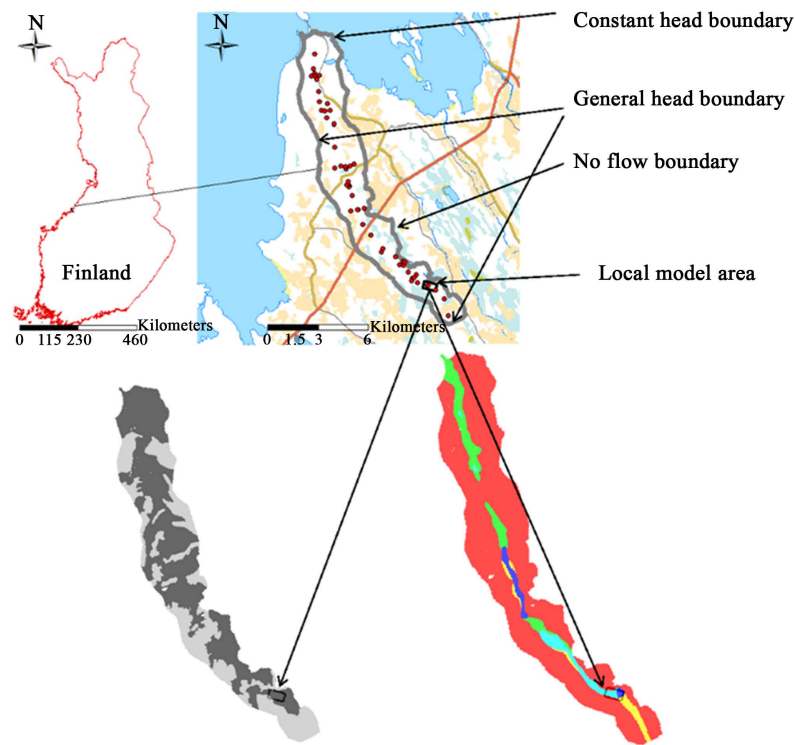 N
N
Constant head boundary
General head boundary
No flow boundary
Local model area
Finland
Kilometers
0 115 230 460
Kilometers
0 1.5 3 6